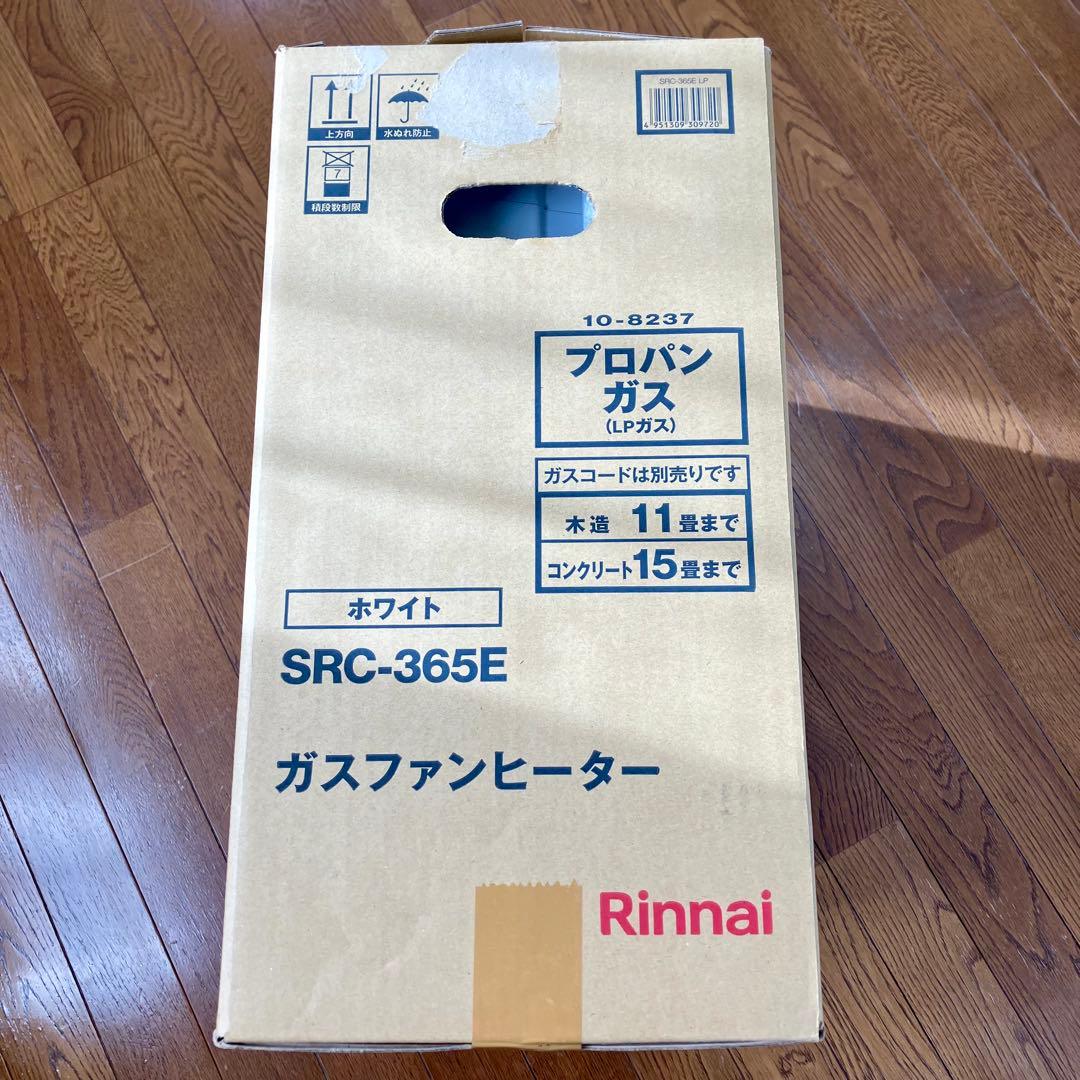 上方向
水ぬれ防止
7
積段数制限
SRC-365E LP
4 951309 309720
10-8237
プロパン
ガス
(LPガス)
ガスコードは別売りです
木造 11畳まで
コンクリート15畳まで
ホワイト
SRC-365E
ガスファンヒーター
Rinnai